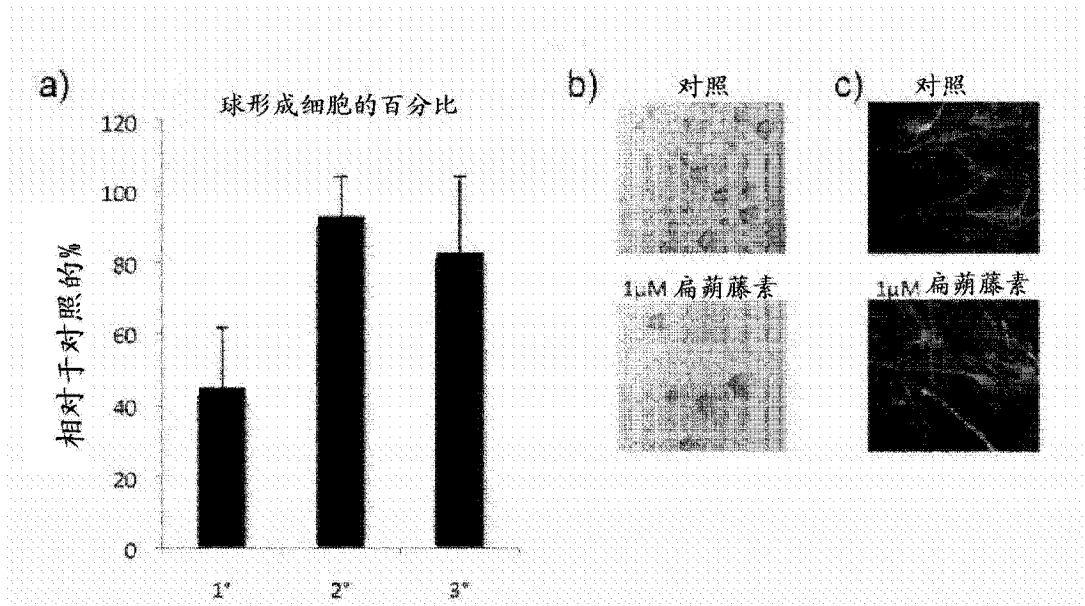 a)
球形成细胞的百分比
120
100
80
60
40
20
0
相对于对照的%
1°
2°
3°
b)
对照
1μM 扁蒴藤素
c)
对照
1μM 扁蒴藤素